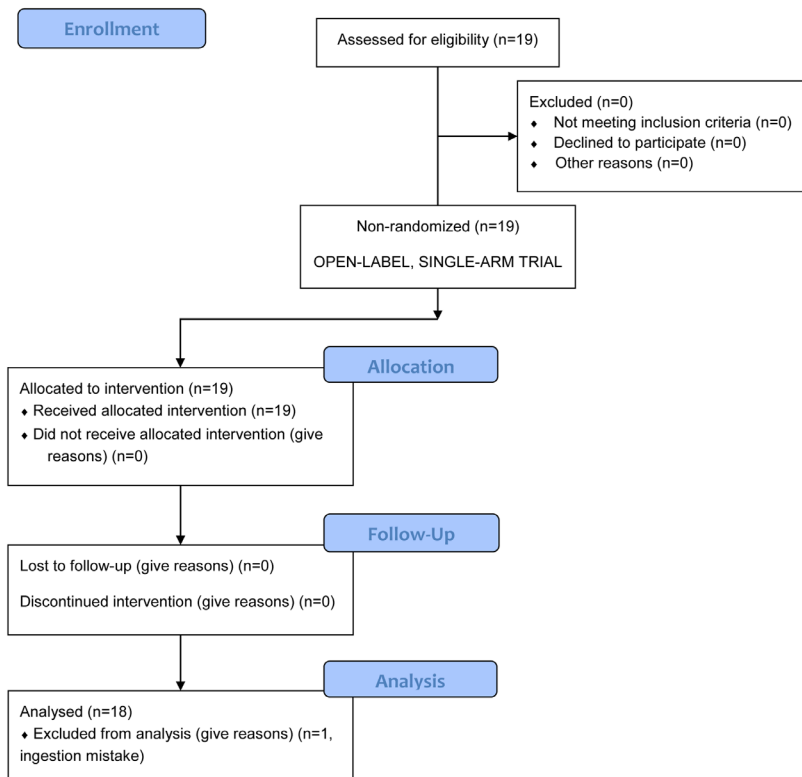 Enrollment
Assessed for eligibility (n=19)
Excluded (n=0)
♦ Not meeting inclusion criteria (n=0)
♦ Declined to participate (n=0)
♦ Other reasons (n=0)
Non-randomized (n=19)
OPEN-LABEL, SINGLE-ARM TRIAL
Allocation
Allocated to intervention (n=19)
♦ Received allocated intervention (n=19)
♦ Did not receive allocated intervention (give
reasons) (n=0)
Follow-Up
Lost to follow-up (give reasons) (n=0)
Discontinued intervention (give reasons) (n=0)
Analysis
Analysed (n=18)
♦ Excluded from analysis (give reasons) (n=1,
ingestion mistake)